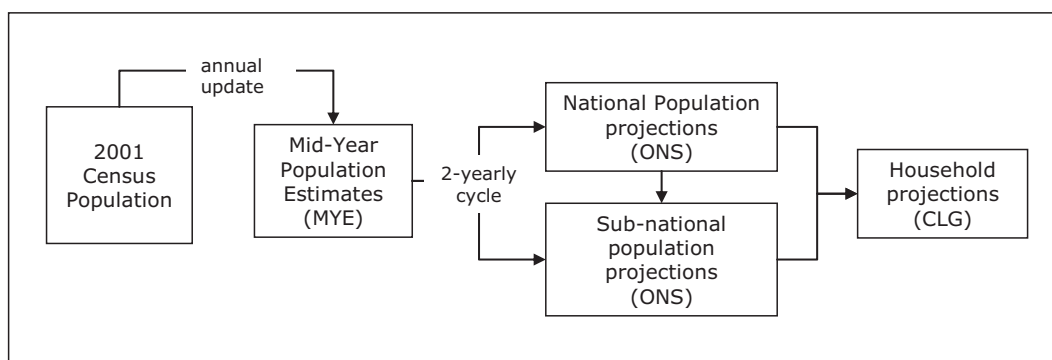 annual
update
2001
Census
Population
Mid-Year
Population
Estimates
(MYE)
2-yearly
cycle
National Population
projections
(ONS)
Sub-national
population
projections
(ONS)
Household
projections
(CLG)